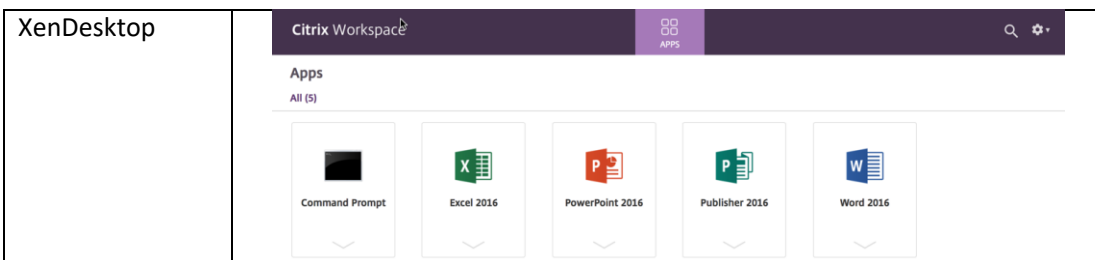 XenDesktop
Citrix Workspace
APPS
Apps
All (5)
Command Prompt
Excel 2016
PowerPoint 2016
Publisher 2016
Word 2016